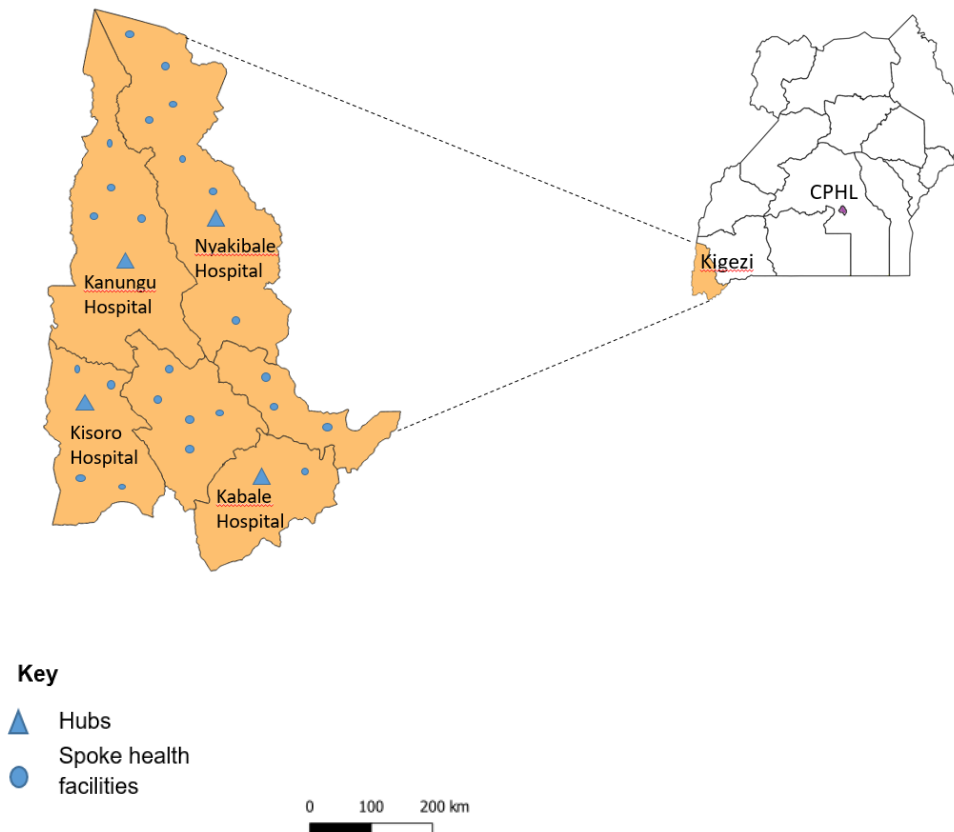 CPHL
Kigezi
Nyakibale
Hospital
Kanungu
Hospital
Kisoro
Hospital
Kabale
Hospital
Key
Hubs
Spoke health
facilities
0 100 200 km